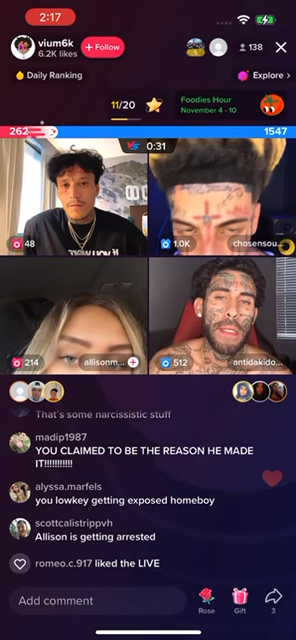 2:17
vium6k
6.2K likes
+ Follow
138
Daily Ranking
Explore >
11/20
Foodies Hour
November 4 - 10
262
1547
VS 0:31
48
1.0K
chosensou...
214
allisonm...
512
antidakido...
That's some narcissistic stuff
madip1987
YOU CLAIMED TO BE THE REASON HE MADE
IT!!!!!!!!!!!
alyssa.marfels
you lowkey getting exposed homeboy
scottcalistrippvh
Allison is getting arrested
romeo.c.917 liked the LIVE
Add comment
Rose
Gift
3